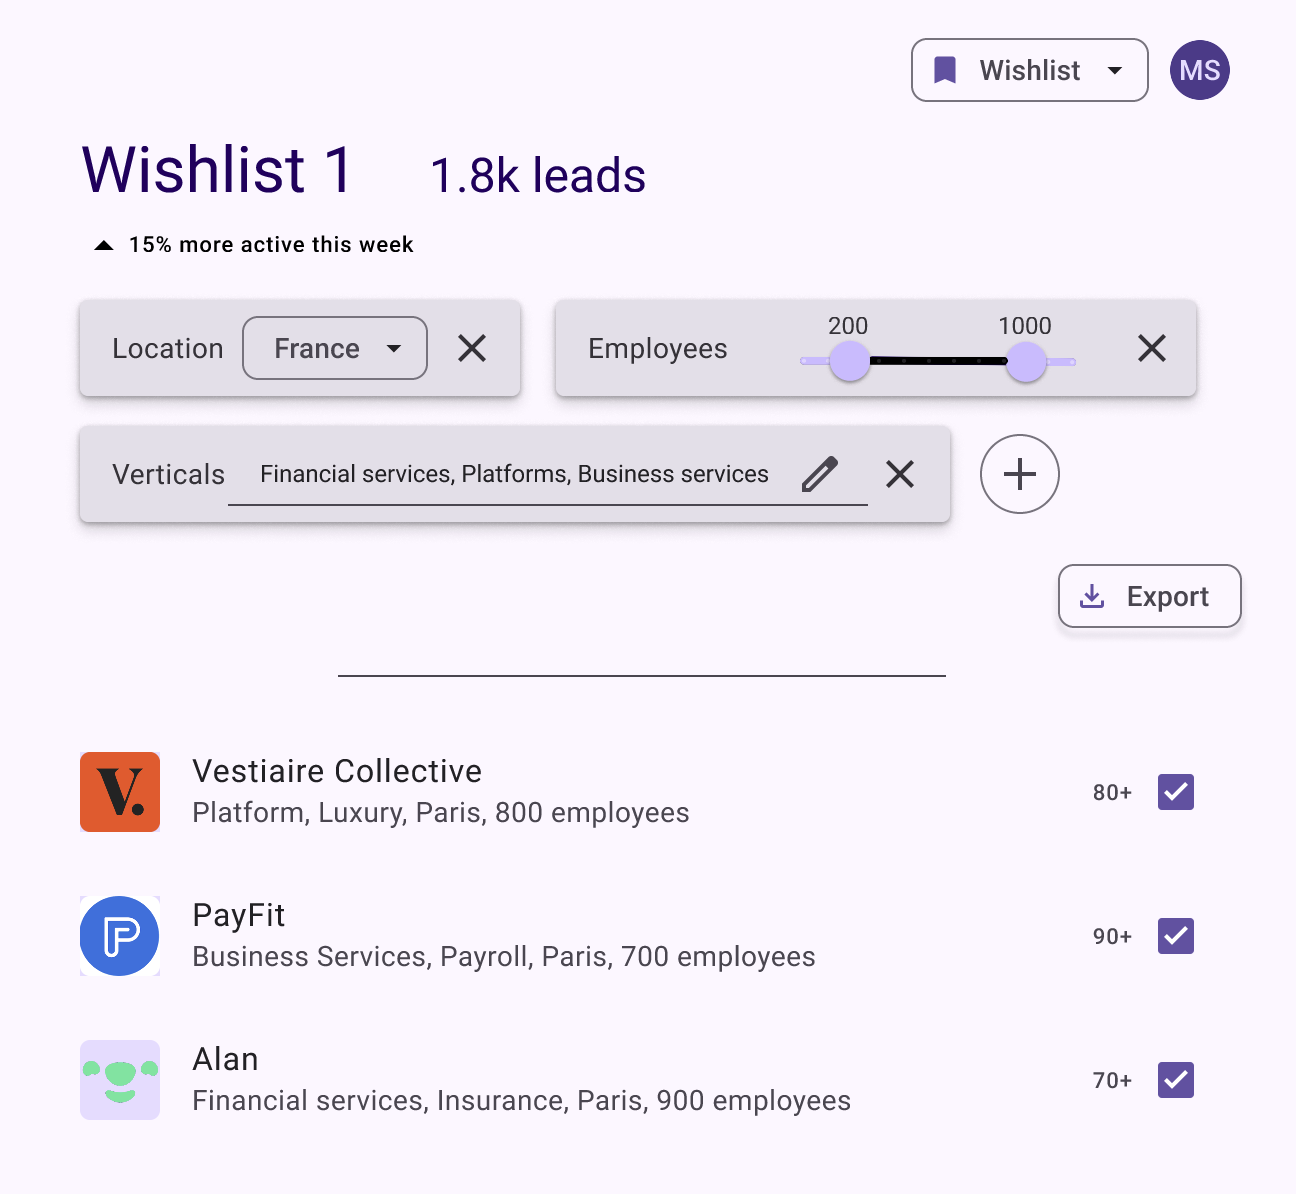 Wishlist
MS
Wishlist 1
1.8k leads
15% more active this week
Location
France
Employees
200
1000
Verticals
Financial services, Platforms, Business services
Export
V.
Vestiaire Collective
Platform, Luxury, Paris, 800 employees
80+
P
PayFit
Business Services, Payroll, Paris, 700 employees
90+
Alan
Financial services, Insurance, Paris, 900 employees
70+